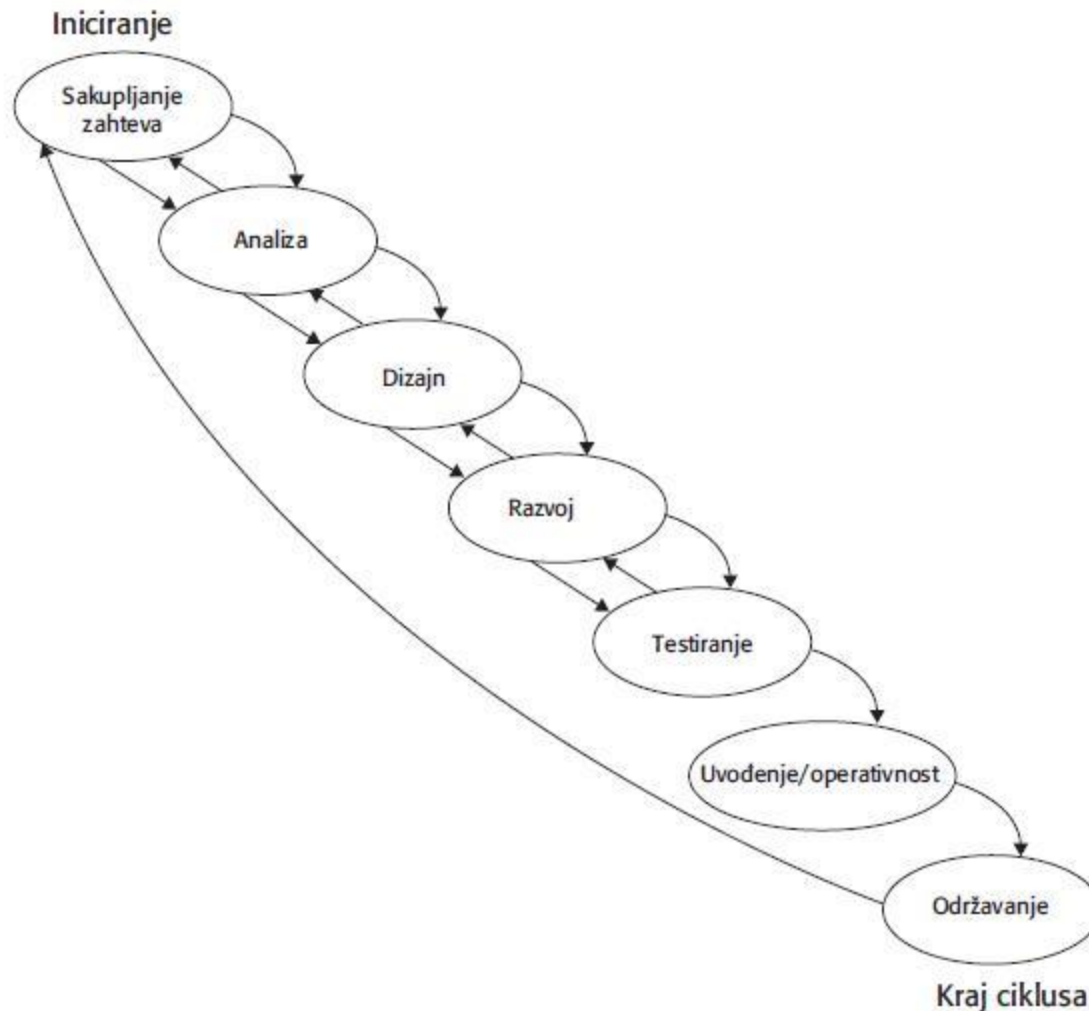 Iniciranje
Sakupljanje
zahteva
Analiza
Dizajn
Razvoj
Testiranje
Uvođenje/operativnost
Održavanje
Kraj ciklusa